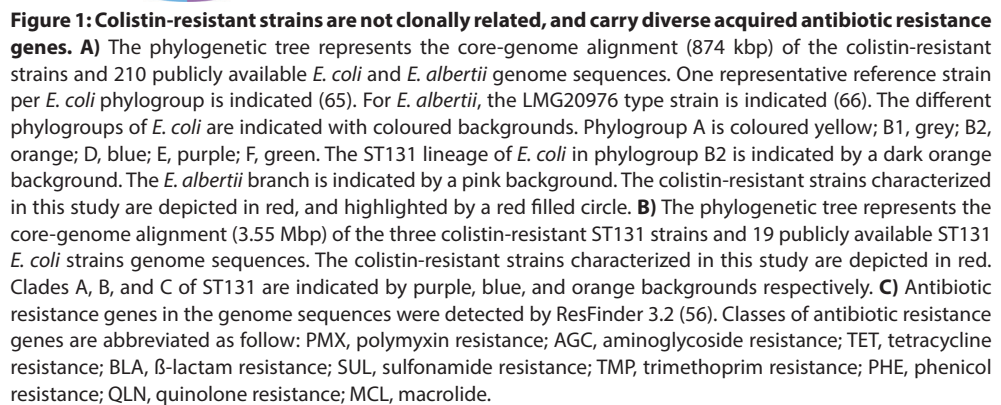 Figure 1: Colistin-resistant strains are not clonally related, and carry diverse acquired antibiotic resistance
genes. A) The phylogenetic tree represents the core-genome alignment (874 kbp) of the colistin-resistant
strains and 210 publicly available E. coli and E. albertii genome sequences. One representative reference strain
per E. coli phylogroup is indicated (65). For E. albertii, the LMG20976 type strain is indicated (66). The different
phylogroups of E. coli are indicated with coloured backgrounds. Phylogroup A is coloured yellow; B1, grey; B2,
orange; D, blue; E, purple; F, green. The ST131 lineage of E. coli in phylogroup B2 is indicated by a dark orange
background. The E. albertii branch is indicated by a pink background. The colistin-resistant strains characterized
in this study are depicted in red, and highlighted by a red filled circle. B) The phylogenetic tree represents the
core-genome alignment (3.55 Mbp) of the three colistin-resistant ST131 strains and 19 publicly available ST131
E. coli strains genome sequences. The colistin-resistant strains characterized in this study are depicted in red.
Clades A, B, and C of ST131 are indicated by purple, blue, and orange backgrounds respectively. C) Antibiotic
resistance genes in the genome sequences were detected by ResFinder 3.2 (56). Classes of antibiotic resistance
genes are abbreviated as follow: PMX, polymyxin resistance; AGC, aminoglycoside resistance; TET, tetracycline
resistance; BLA, ß-lactam resistance; SUL, sulfonamide resistance; TMP, trimethoprim resistance; PHE, phenicol
resistance; QLN, quinolone resistance; MCL, macrolide.